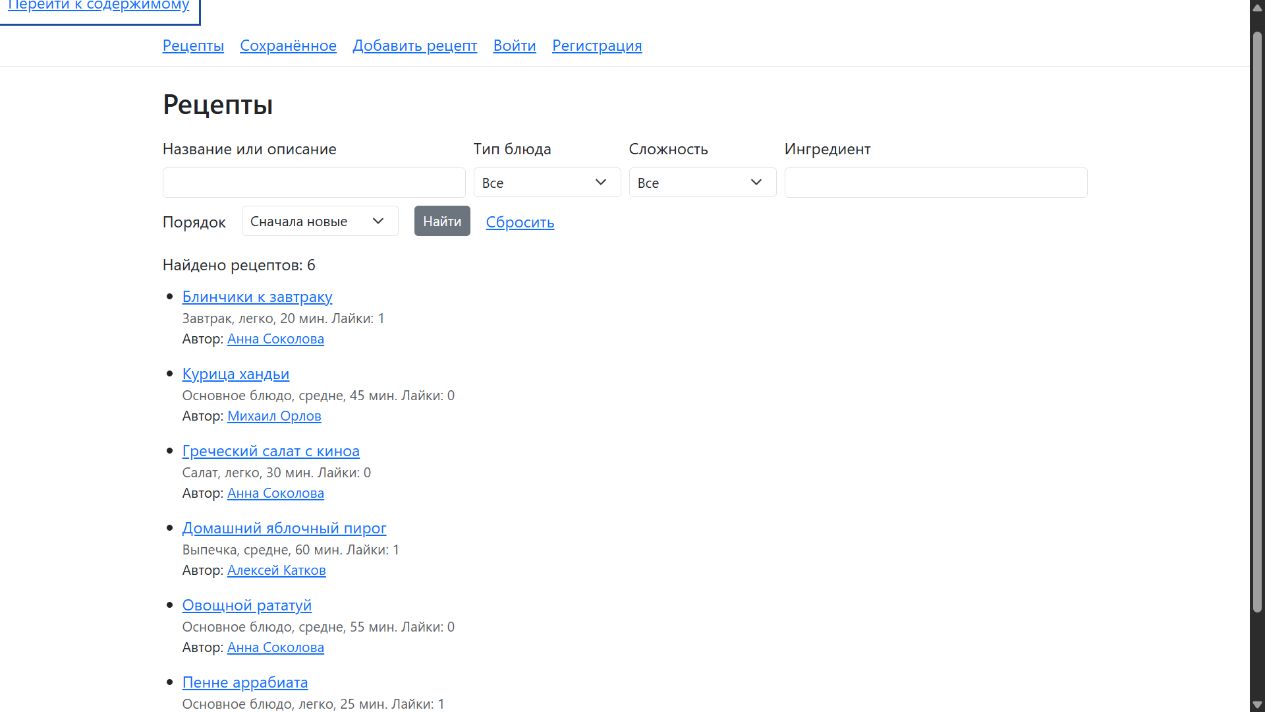 Перейти к содержимому
Рецепты Сохранённое Добавить рецепт Войти Регистрация
Рецепты
Название или описание Тип блюда Сложность Ингредиент
Все Все
Порядок Сначала новые Найти Сбросить
Найдено рецептов: 6
Блинчики к завтраку
Завтрак, легко, 20 мин. Лайки: 1
Автор: Анна Соколова
Курица хандьи
Основное блюдо, средне, 45 мин. Лайки: 0
Автор: Михаил Орлов
Греческий салат с киноа
Салат, легко, 30 мин. Лайки: 0
Автор: Анна Соколова
Домашний яблочный пирог
Выпечка, средне, 60 мин. Лайки: 1
Автор: Алексей Катков
Овощной рататуй
Основное блюдо, средне, 55 мин. Лайки: 0
Автор: Анна Соколова
Пенне аррабиата
Основное блюдо, легко, 25 мин. Лайки: 1